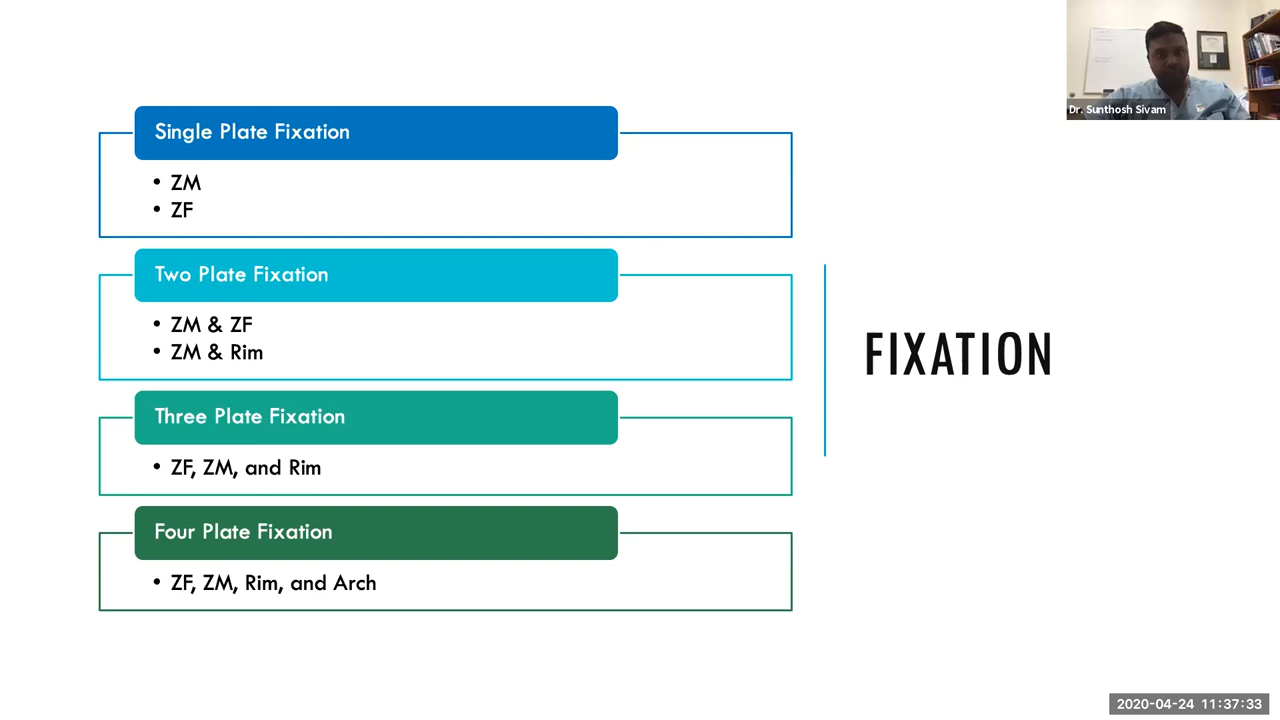 Single Plate Fixation
• ZM
• ZF
Two Plate Fixation
• ZM & ZF
• ZM & Rim
Three Plate Fixation
• ZF, ZM, and Rim
Four Plate Fixation
• ZF, ZM, Rim, and Arch
FIXATION
Dr. Sunthosh Sivam
2020-04-24 11:37:33